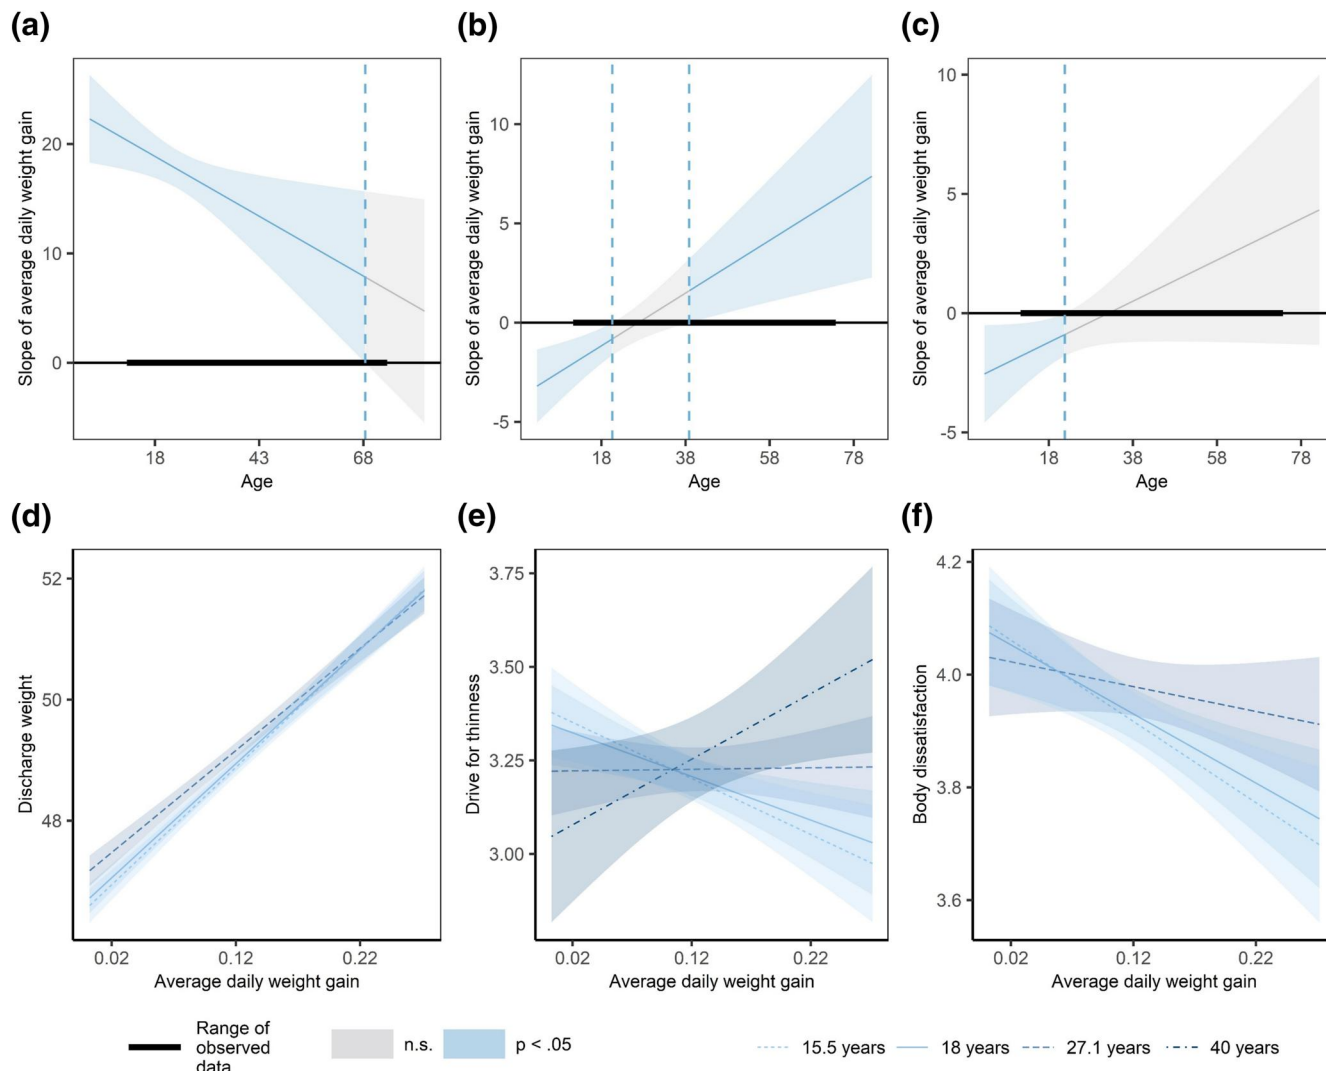 (a)
(b)
(c)
Slope of average daily weight gain
20
10
0
18
43
68
Age
Slope of average daily weight gain
10
5
0
-5
18
38
58
78
Age
Slope of average daily weight gain
10
5
0
-5
18
38
58
78
Age
(d)
(e)
(f)
Discharge weight
52
50
48
0.02
0.12
0.22
Average daily weight gain
Drive for thinness
3.75
3.50
3.25
3.00
0.02
0.12
0.22
Average daily weight gain
Body dissatisfaction
4.2
4.0
3.8
3.6
0.02
0.12
0.22
Average daily weight gain
Range of
observed
data
n.s.
p < .05
15.5 years
18 years
27.1 years
40 years